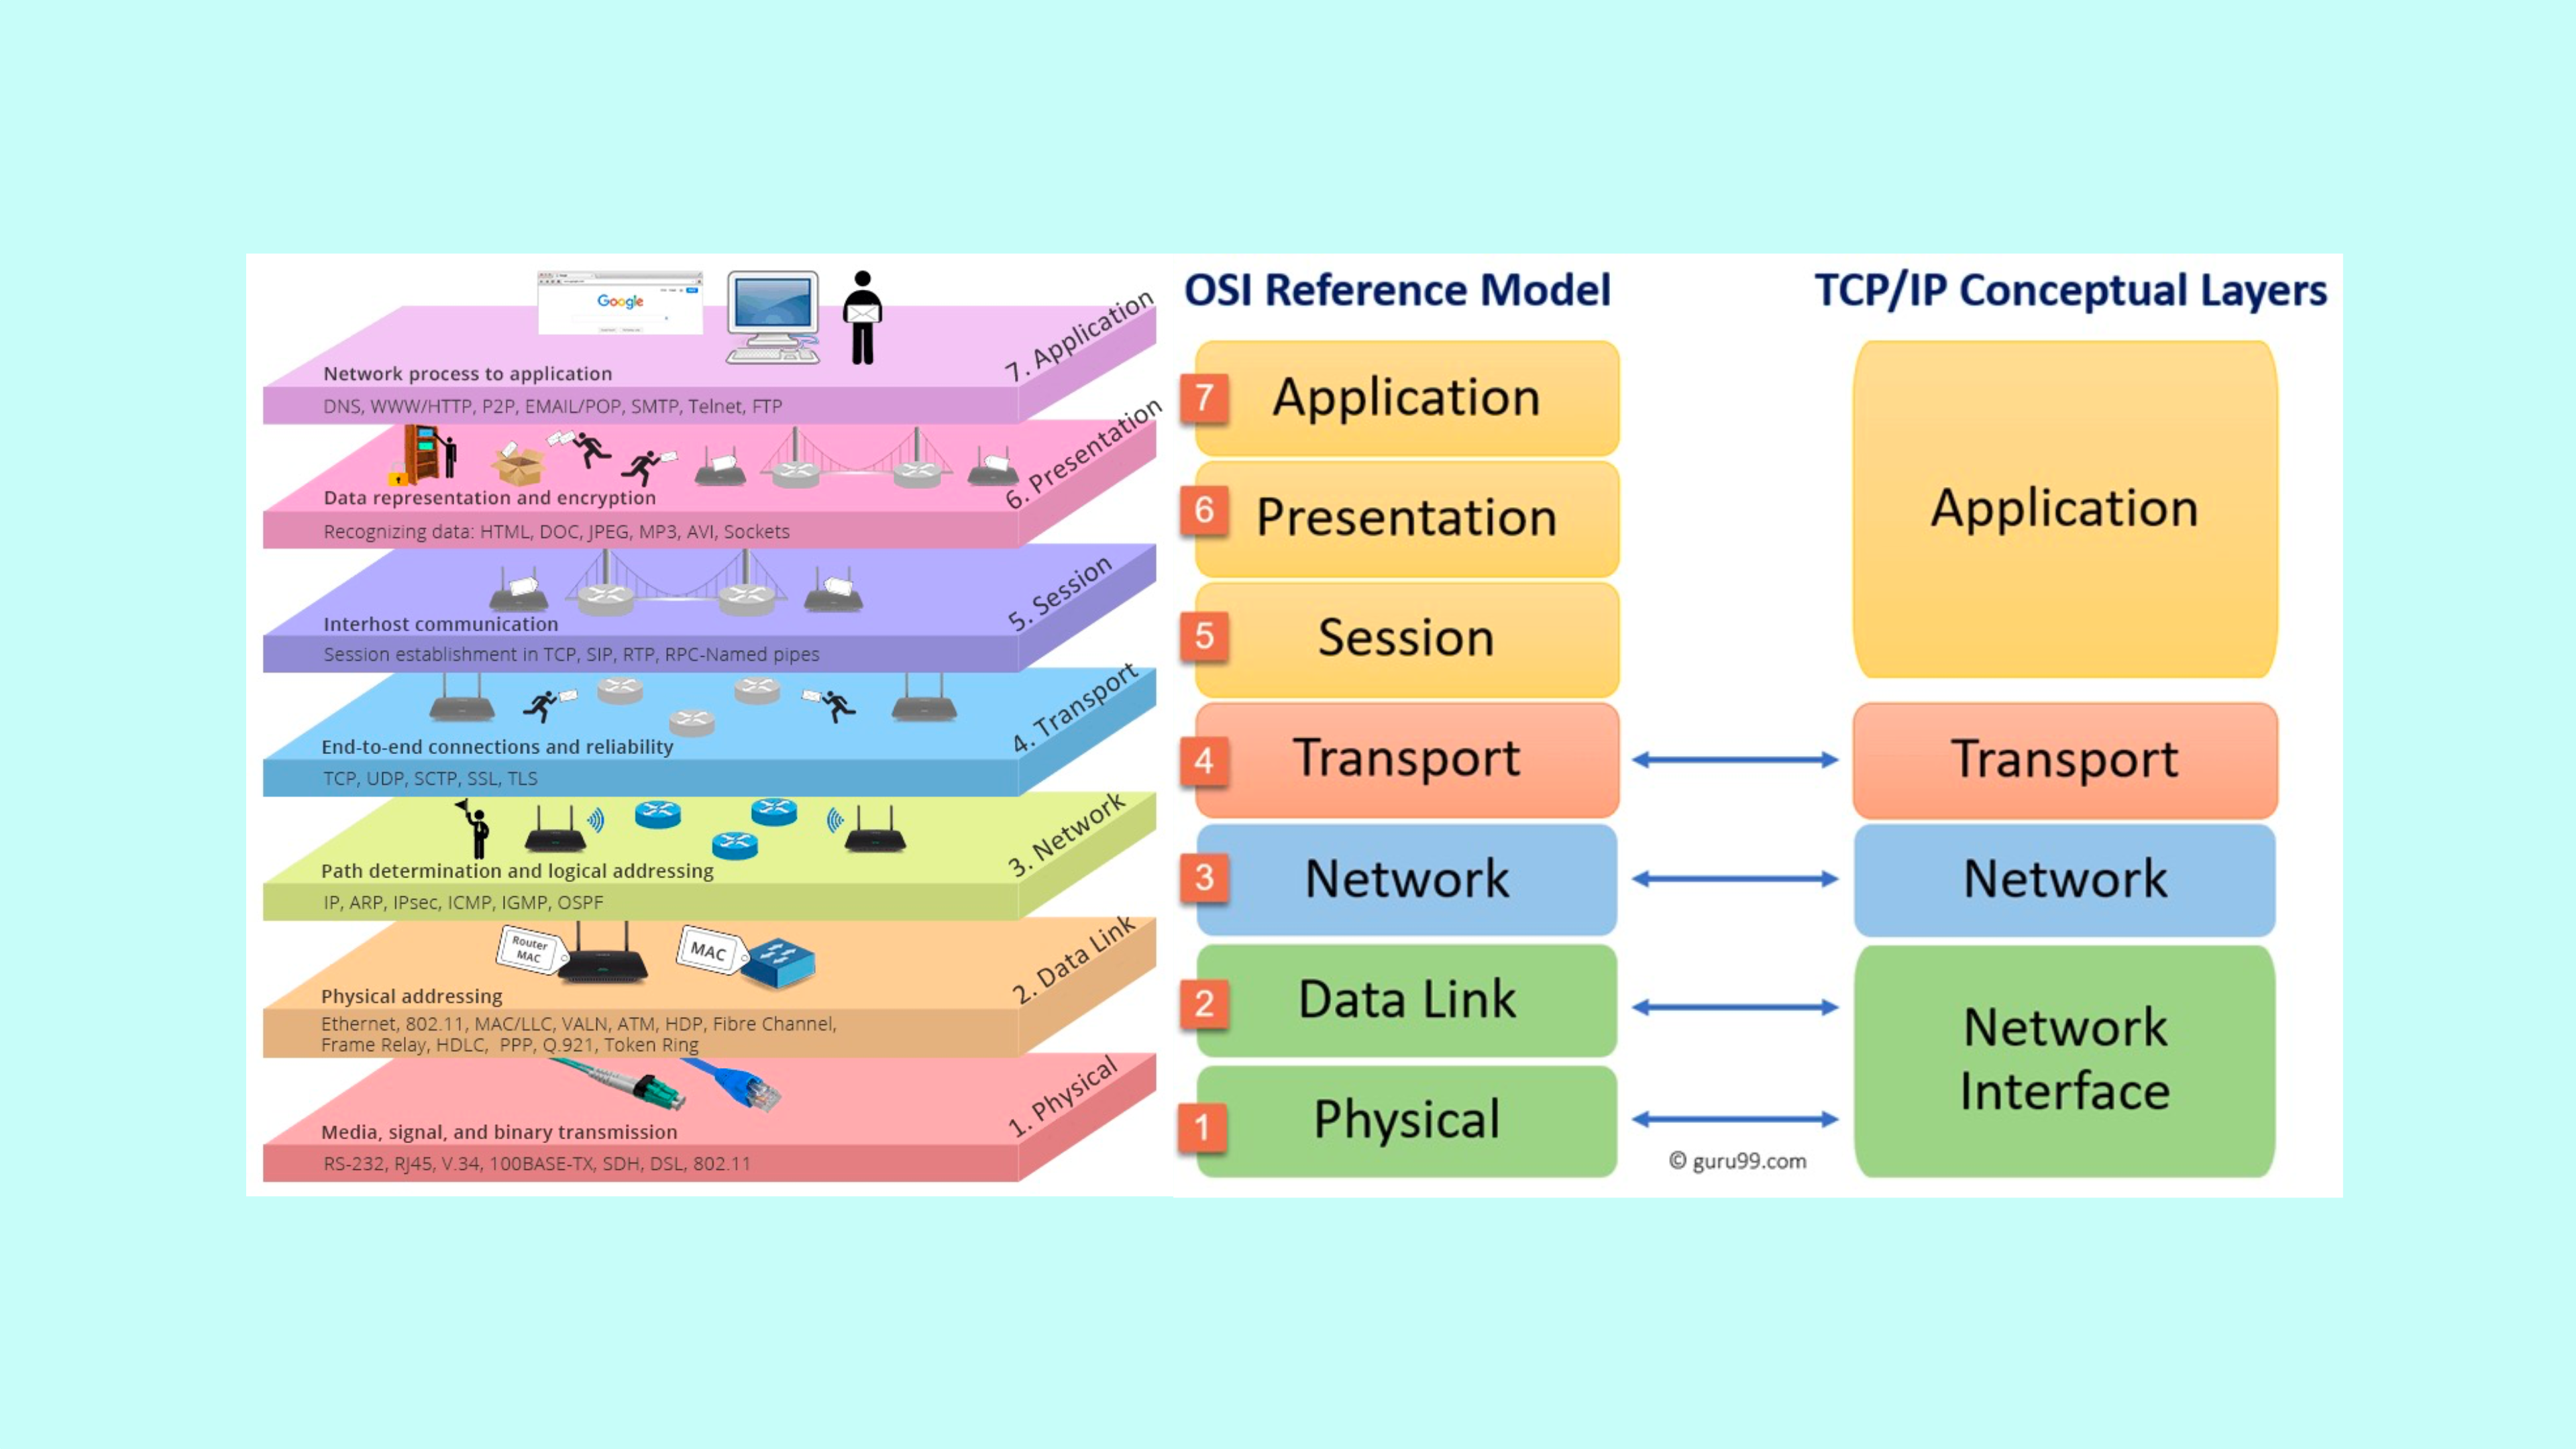 Google
7. Application
Network process to application
DNS, WWW/HTTP, P2P, EMAIL/POP, SMTP, Telnet, FTP
6. Presentation
Data representation and encryption
Recognizing data: HTML, DOC, JPEG, MP3, AVI, Sockets
5. Session
Interhost communication
Session establishment in TCP, SIP, RTP, RPC-Named pipes
4. Transport
End-to-end connections and reliability
TCP, UDP, SCTP, SSL, TLS
3. Network
Path determination and logical addressing
IP, ARP, IPsec, ICMP, IGMP, OSPF
Router
MAC
MAC
2. Data Link
Physical addressing
Ethernet, 802.11, MAC/LLC, VALN, ATM, HDP, Fibre Channel,
Frame Relay, HDLC, PPP, Q.921, Token Ring
1. Physical
Media, signal, and binary transmission
RS-232, RJ45, V.34, 100BASE-TX, SDH, DSL, 802.11
OSI Reference Model
7 Application
6 Presentation
5 Session
4 Transport
3 Network
2 Data Link
1 Physical
TCP/IP Conceptual Layers
Application
Transport
Network
Network
Interface
© guru99.com